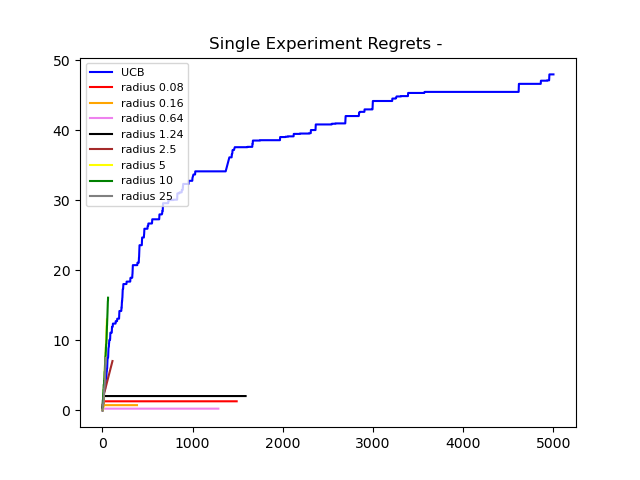 Single Experiment Regrets -
50
40
30
20
10
0
UCB
radius 0.08
radius 0.16
radius 0.64
radius 1.24
radius 2.5
radius 5
radius 10
radius 25
0 1000 2000 3000 4000 5000